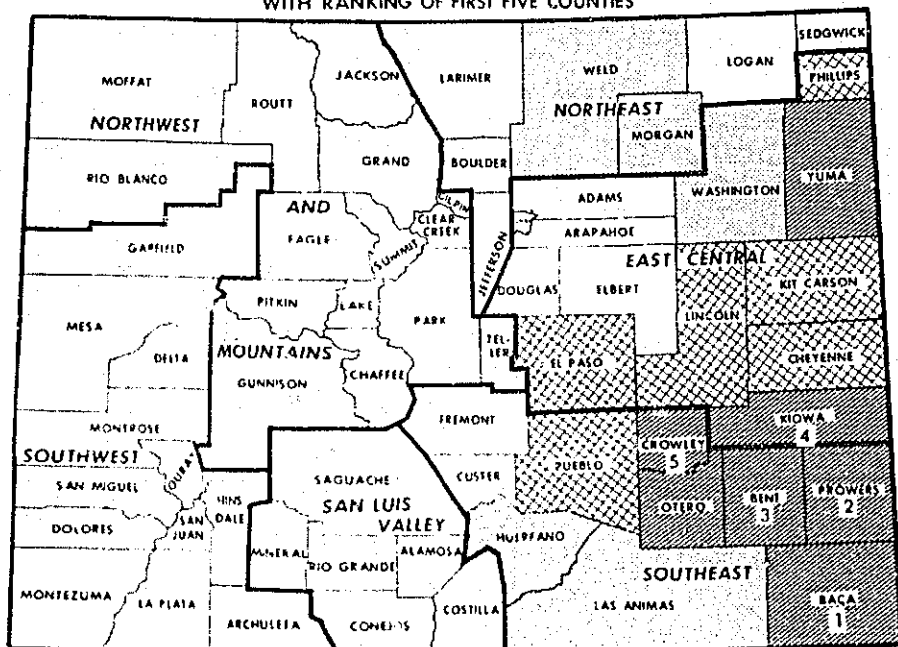 WITH RANKING OF FIRST FIVE COUNTIES
SEDGWICK
MOFFAT
ROUTT
JACKSON
LARIMER
WELD
LOGAN
PHILLIPS
NORTHWEST
NORTHEAST
MORGAN
GRAND
BOULDER
RIO BLANCO
WASHINGTON
YUMA
GILPIN
ADAMS
AND
CLEAR
CREEK
GARFIELD
EAGLE
SUMMIT
JEFFERSON
ARAPAHOE
EAST CENTRAL
DOUGLAS
ELBERT
KIT CARSON
PITKIN
LAKE
PARK
LINCOLN
MESA
TEL-
LER
DELTA
MOUNTAINS
EL PASO
CHEYENNE
GUNNISON
CHAFFEE
KIOWA
4
MONTROSE
FREMONT
CROWLEY
5
SOUTHWEST
OURAY
PUEBLO
SAN MIGUEL
SAGUACHE
CUSTER
OTERO
BENT
3
PROWERS
2
HINS
DALE
SAN LUIS
VALLEY
DOLORES
SAN
JUAN
HUERFANO
MINERAL
RIO GRANDE
ALAMOSA
SOUTHEAST
MONTEZUMA
LA PLATA
COSTILLA
LAS ANIMAS
BACA
1
ARCHULETA
CONEJOS